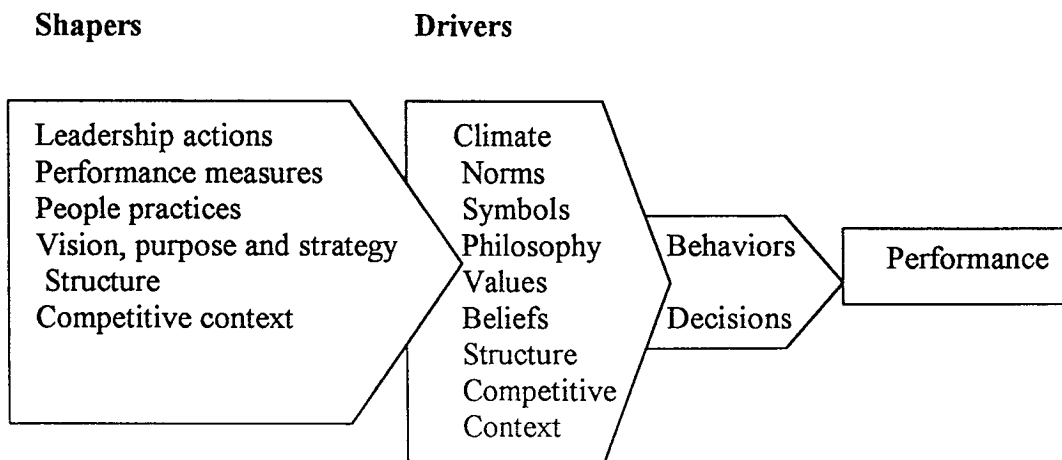 Shapers
Drivers
Leadership actions
Performance measures
People practices
Vision, purpose and strategy
Structure
Competitive context
Climate
Norms
Symbols
Philosophy
Values
Beliefs
Structure
Competitive
Context
Behaviors
Decisions
Performance